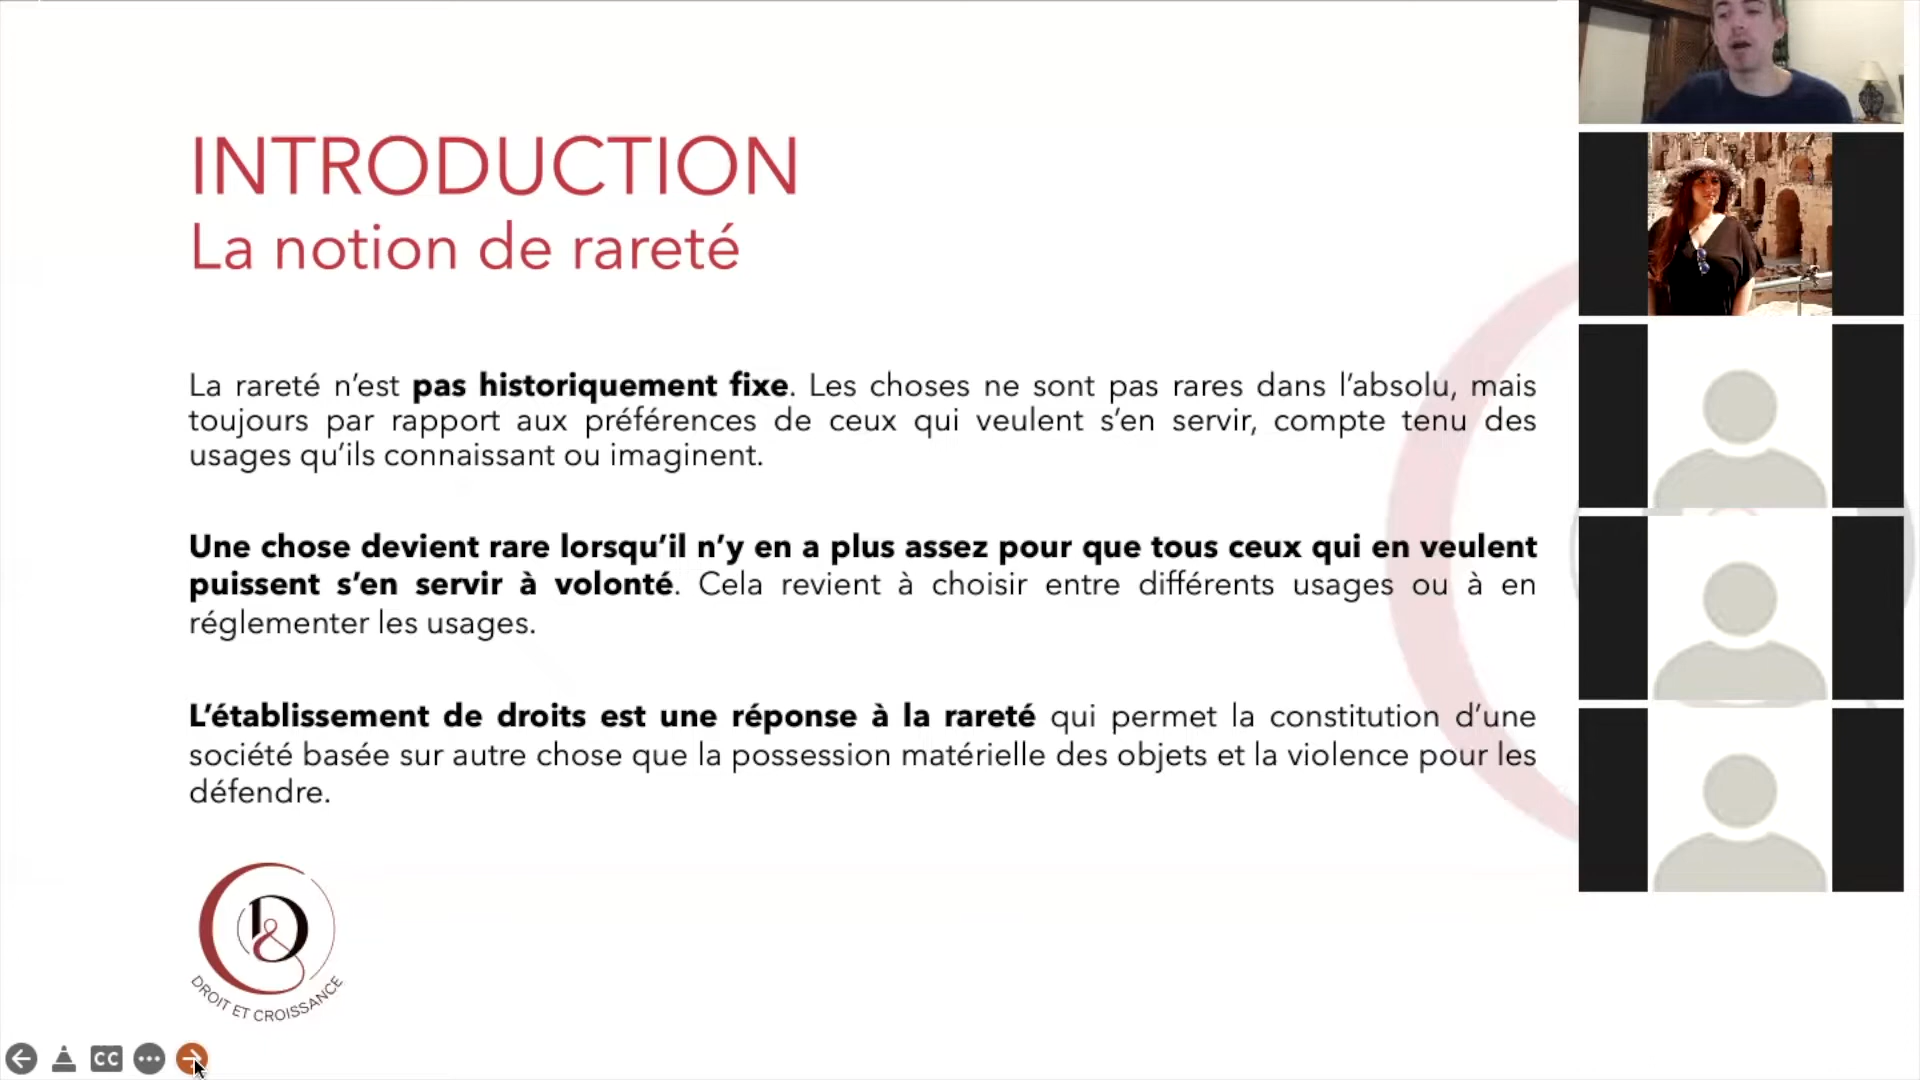 INTRODUCTION
La notion de rareté
La rareté n’est pas historiquement fixe. Les choses ne sont pas rares dans l’absolu, mais
toujours par rapport aux préférences de ceux qui veulent s’en servir, compte tenu des
usages qu’ils connaissant ou imaginent.
Une chose devient rare lorsqu’il n’y en a plus assez pour que tous ceux qui en veulent
puissent s’en servir à volonté. Cela revient à choisir entre différents usages ou à en
réglementer les usages.
L’établissement de droits est une réponse à la rareté qui permet la constitution d’une
société basée sur autre chose que la possession matérielle des objets et la violence pour les
défendre.
D&
DROIT ET CROISSANCE
CC